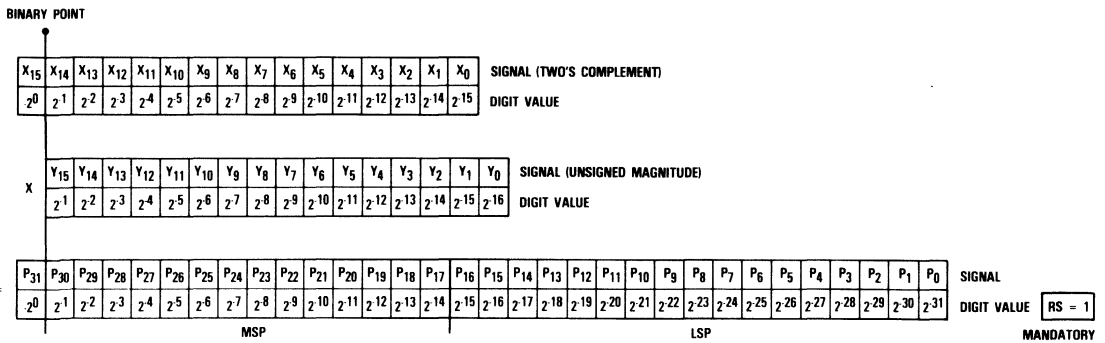 BINARY POINT
X15 X14 X13 X12 X11 X10 X9 X8 X7 X6 X5 X4 X3 X2 X1 X0 SIGNAL (TWO'S COMPLEMENT)
-2^0 2^-1 2^-2 2^-3 2^-4 2^-5 2^-6 2^-7 2^-8 2^-9 2^-10 2^-11 2^-12 2^-13 2^-14 2^-15 DIGIT VALUE
X
Y15 Y14 Y13 Y12 Y11 Y10 Y9 Y8 Y7 Y6 Y5 Y4 Y3 Y2 Y1 Y0 SIGNAL (UNSIGNED MAGNITUDE)
2^-1 2^-2 2^-3 2^-4 2^-5 2^-6 2^-7 2^-8 2^-9 2^-10 2^-11 2^-12 2^-13 2^-14 2^-15 2^-16 DIGIT VALUE
P31 P30 P29 P28 P27 P26 P25 P24 P23 P22 P21 P20 P19 P18 P17 P16 P15 P14 P13 P12 P11 P10 P9 P8 P7 P6 P5 P4 P3 P2 P1 P0 SIGNAL
=
-2^0 2^-1 2^-2 2^-3 2^-4 2^-5 2^-6 2^-7 2^-8 2^-9 2^-10 2^-11 2^-12 2^-13 2^-14 2^-15 2^-16 2^-17 2^-18 2^-19 2^-20 2^-21 2^-22 2^-23 2^-24 2^-25 2^-26 2^-27 2^-28 2^-29 2^-30 2^-31 DIGIT VALUE RS = 1
MSP LSP MANDATORY